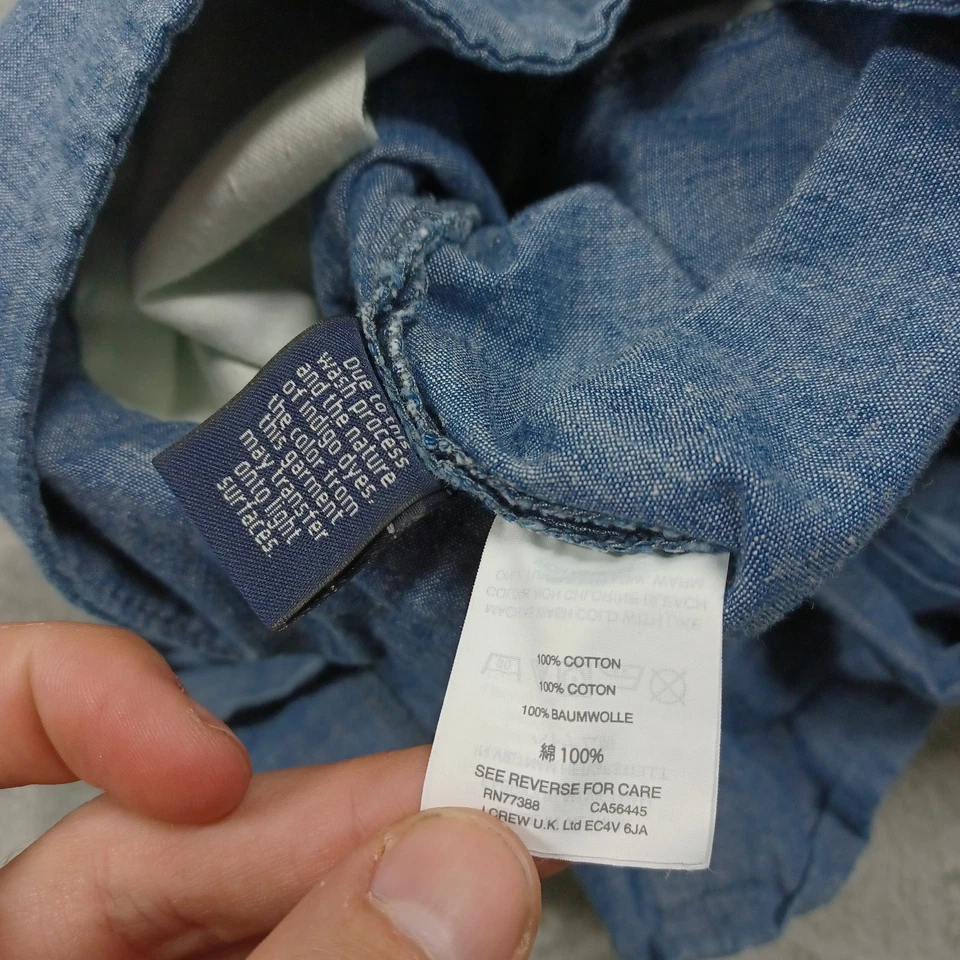 Due to the
wash process
and the nature
of indigo dyes,
the color from
this garment
may transfer
onto light
surfaces
100% COTTON
100% COTON
100% BAUMWOLLE
綿 100%
SEE REVERSE FOR CARE
RN77388 CA56445
J.CREW U.K. Ltd EC4V 6JA